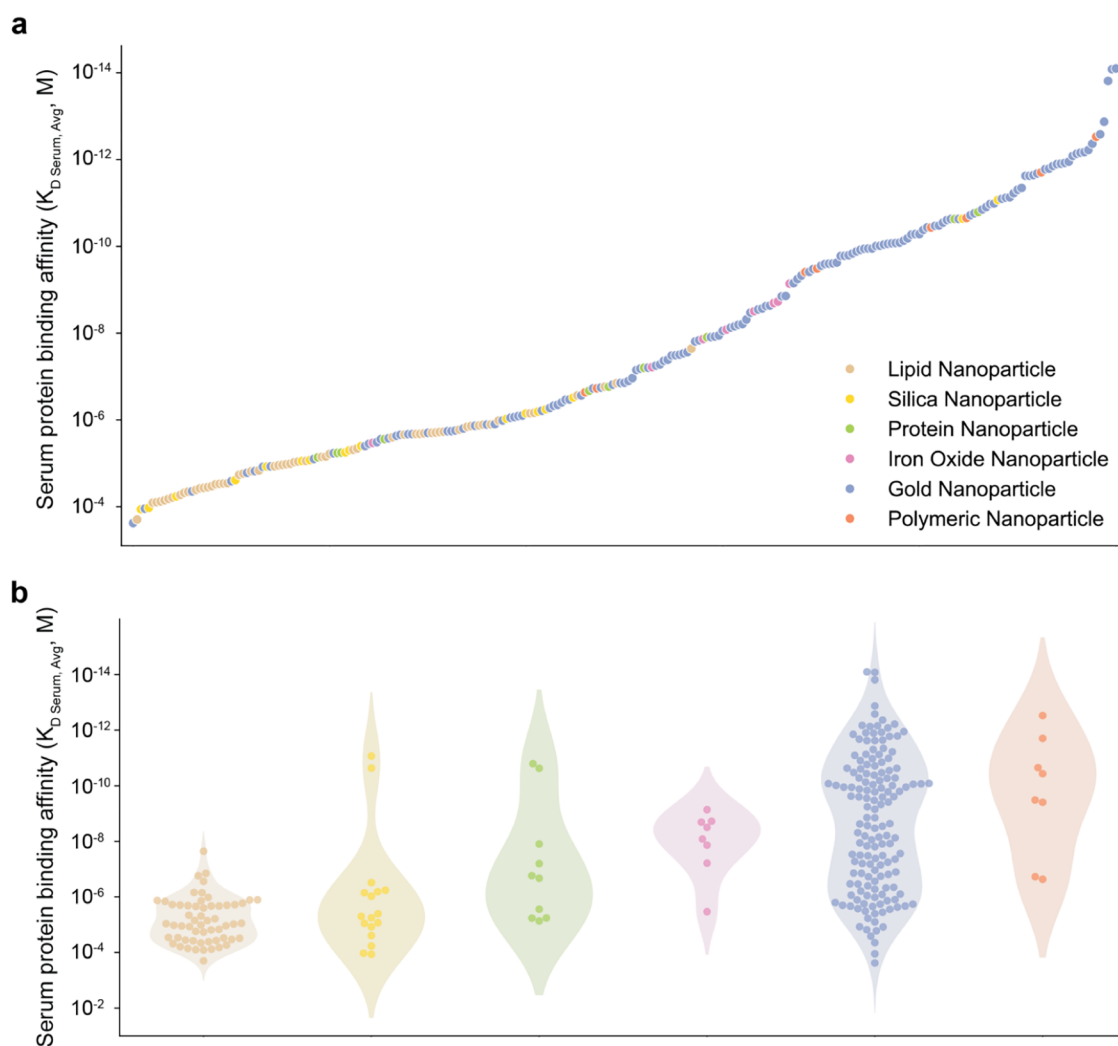 a
Serum protein binding affinity (K_D Serum, Avg, M)
10^-14
10^-12
10^-10
10^-8
10^-6
10^-4
Lipid Nanoparticle
Silica Nanoparticle
Protein Nanoparticle
Iron Oxide Nanoparticle
Gold Nanoparticle
Polymeric Nanoparticle
b
Serum protein binding affinity (K_D Serum, Avg, M)
10^-14
10^-12
10^-10
10^-8
10^-6
10^-4
10^-2